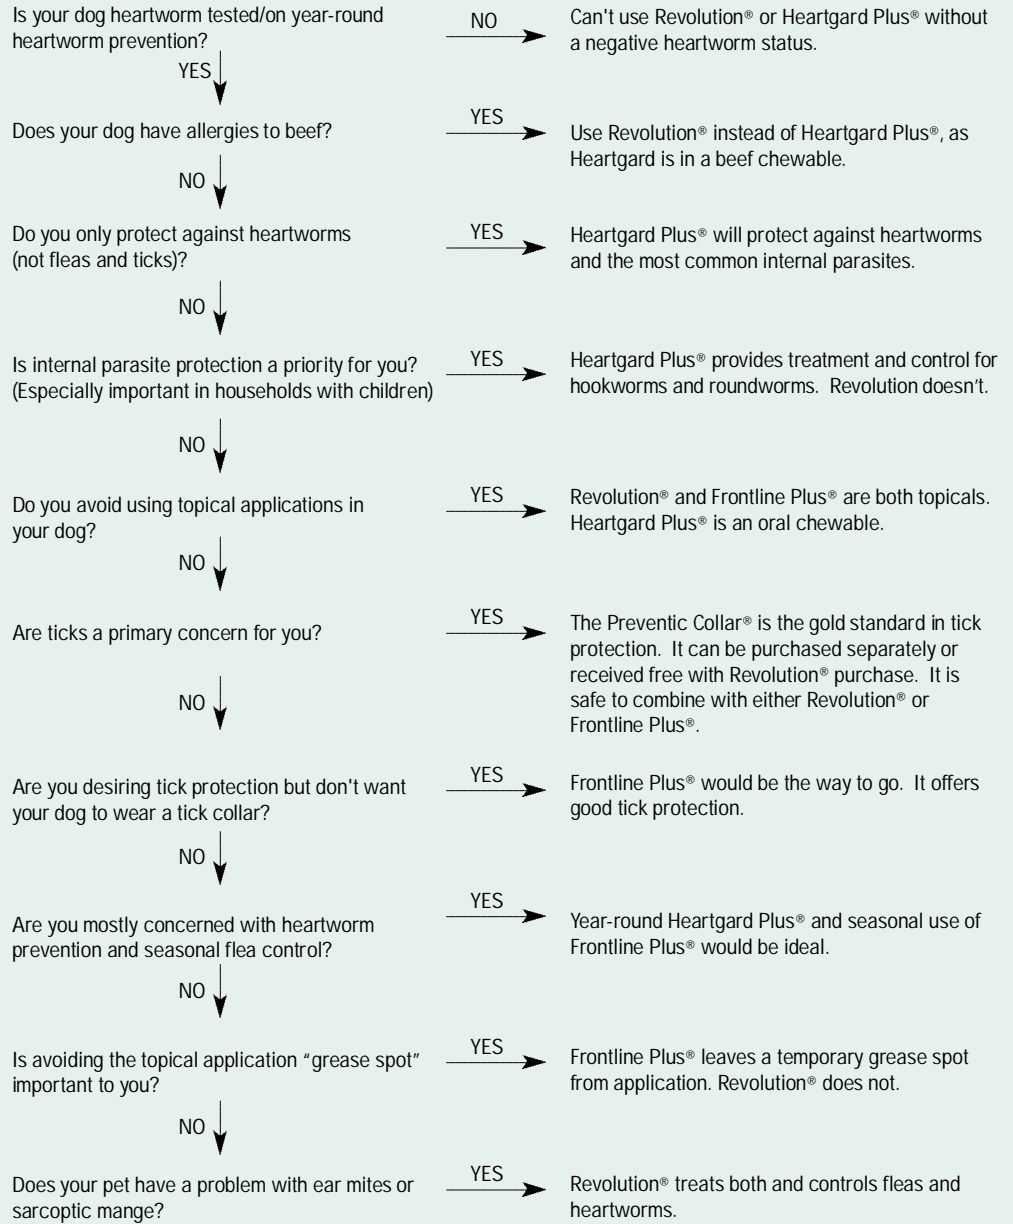 Is your dog heartworm tested/on year-round
heartworm prevention?
NO
Can't use Revolution® or Heartgard Plus® without
a negative heartworm status.
YES
Does your dog have allergies to beef?
YES
Use Revolution® instead of Heartgard Plus®, as
Heartgard is in a beef chewable.
NO
Do you only protect against heartworms
(not fleas and ticks)?
YES
Heartgard Plus® will protect against heartworms
and the most common internal parasites.
NO
Is internal parasite protection a priority for you?
(Especially important in households with children)
YES
Heartgard Plus® provides treatment and control for
hookworms and roundworms. Revolution doesn't.
NO
Do you avoid using topical applications in
your dog?
YES
Revolution® and Frontline Plus® are both topicals.
Heartgard Plus® is an oral chewable.
NO
Are ticks a primary concern for you?
YES
The Preventic Collar® is the gold standard in tick
protection. It can be purchased separately or
received free with Revolution® purchase. It is
safe to combine with either Revolution® or
Frontline Plus®.
NO
Are you desiring tick protection but don't want
your dog to wear a tick collar?
YES
Frontline Plus® would be the way to go. It offers
good tick protection.
NO
Are you mostly concerned with heartworm
prevention and seasonal flea control?
YES
Year-round Heartgard Plus® and seasonal use of
Frontline Plus® would be ideal.
NO
Is avoiding the topical application “grease spot”
important to you?
YES
Frontline Plus® leaves a temporary grease spot
from application. Revolution® does not.
NO
Does your pet have a problem with ear mites or
sarcoptic mange?
YES
Revolution® treats both and controls fleas and
heartworms.